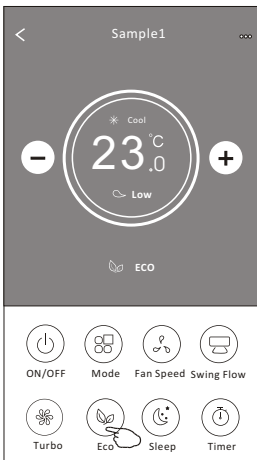 Sample1
Cool
23.0°C
Low
ECO
ON/OFF Mode Fan Speed Swing Flow
Turbo Eco Sleep Timer